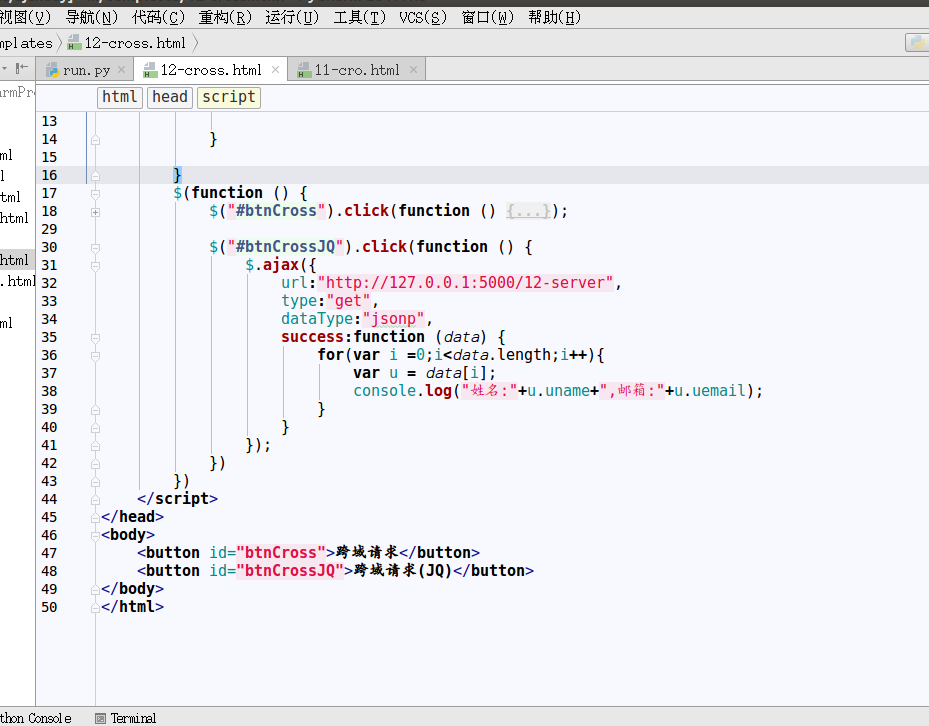 视图(V) 导航(N) 代码(C) 重构(R) 运行(U) 工具(T) VCS(S) 窗口(W) 帮助(H)
mplates 12-cross.html
run.py 12-cross.html 11-cro.html
armPr
html head script
ml
l
tml
html
html
.html
ml
13
14 }
15
16 }
17 $(function () {
18 $("#btnCross").click(function () {...});
29
30 $("#btnCrossJQ").click(function () {
31 $.ajax({
32 url:"http://127.0.0.1:5000/12-server",
33 type:"get",
34 dataType:"jsonp",
35 success:function (data) {
36 for(var i =0;i<data.length;i++){
37 var u = data[i];
38 console.log("姓名:"+u.uname+",邮箱:"+u.uemail);
39 }
40 }
41 });
42 })
43 })
44 </script>
45 </head>
46 <body>
47 <button id="btnCross">跨域请求</button>
48 <button id="btnCrossJQ">跨域请求(JQ)</button>
49 </body>
50 </html>
thon Console Terminal